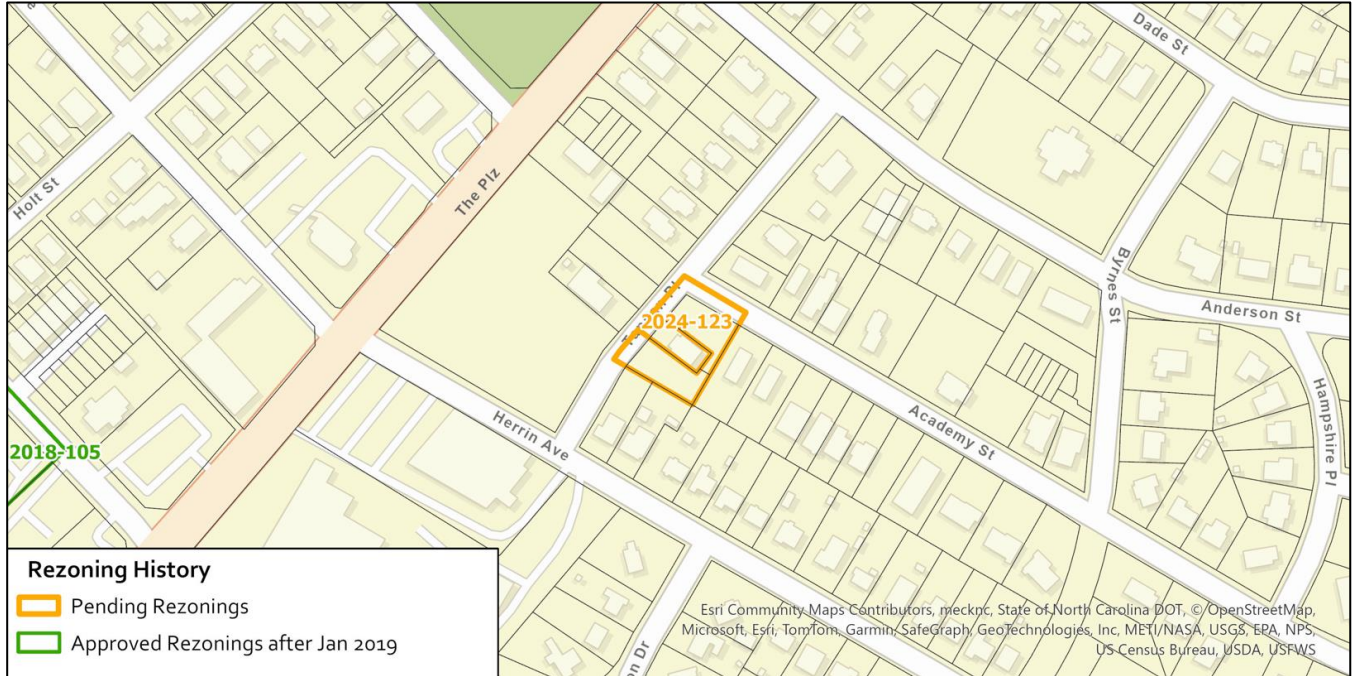 Dade St
Holt St
The Plz
Byrnes St
Anderson St
2024-123
Academy St
Hampshire Pl
Herrin Ave
2018-105
Rezoning History
Pending Rezonings
Approved Rezonings after Jan 2019
on Dr
Esri Community Maps Contributors, mecknc, State of North Carolina DOT, © OpenStreetMap,
Microsoft, Esri, TomTom, Garmin, SafeGraph, GeoTechnologies, Inc, METI/NASA, USGS, EPA, NPS,
US Census Bureau, USDA, USFWS